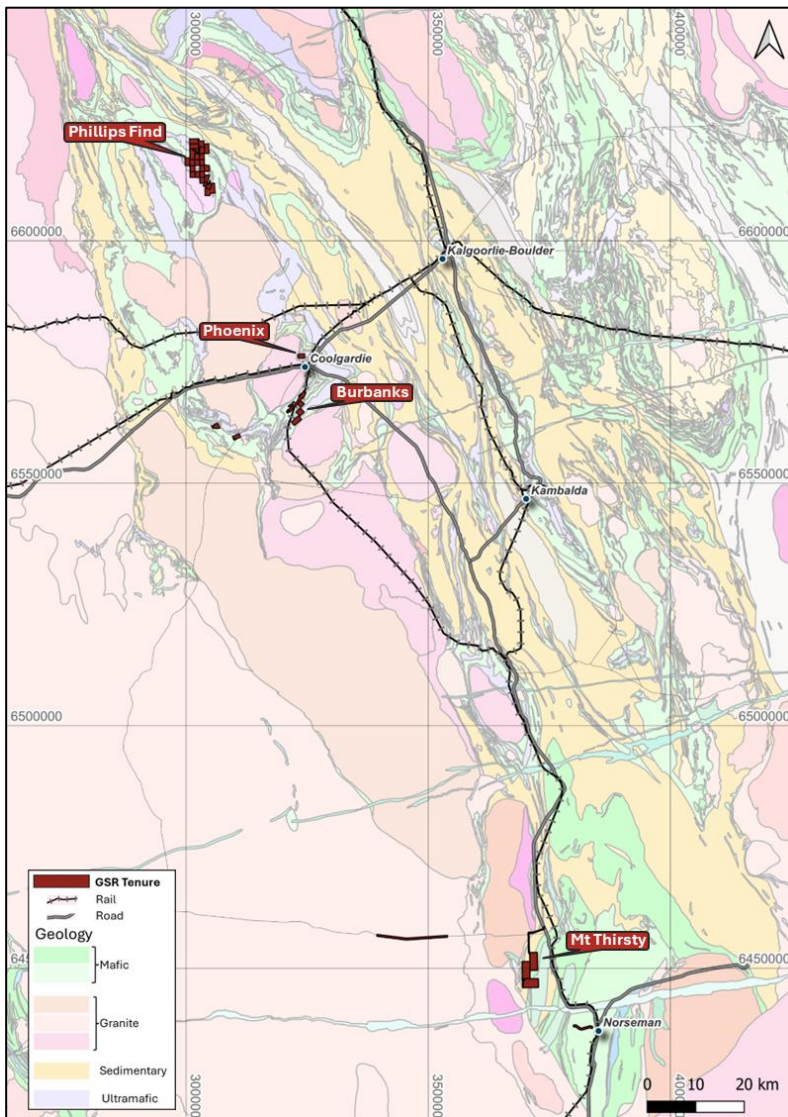 300000
350000
400000
Phillips Find
6600000
Kalgoorlie-Boulder
Phoenix
Coolgardie
Burbanks
6550000
Kambalda
6500000
6500000
GSR Tenure
Rail
Road
Geology
Mafic
Granite
Sedimentary
Ultramafic
Mt Thirsty
6450000
Norseman
300000
350000
400000
0 10 20 km
6600000
6550000